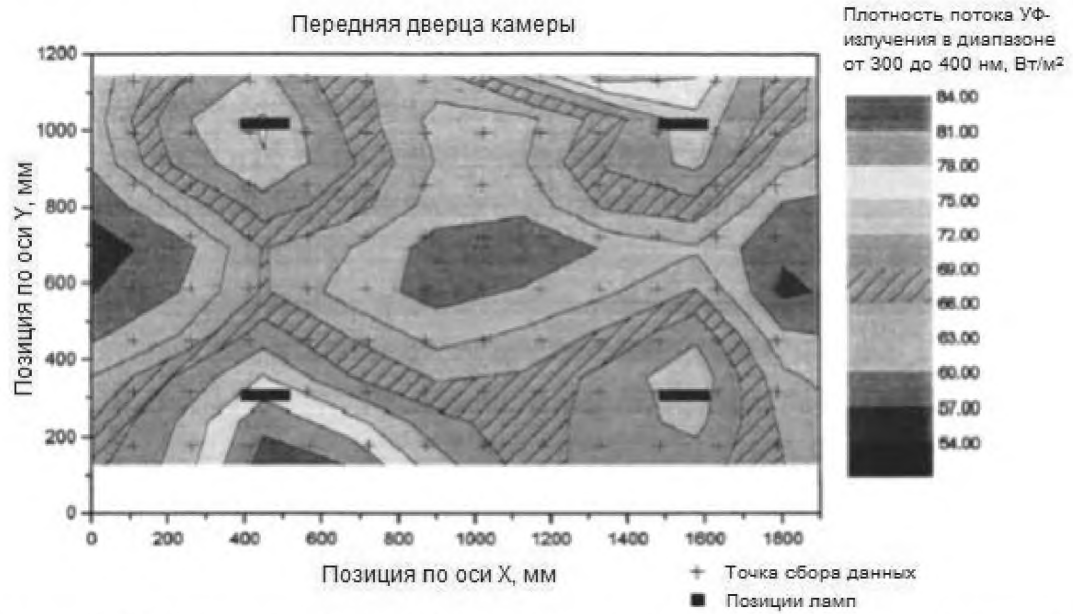 Передняя дверца камеры
Плотность потока УФ-
излучения в диапазоне
от 300 до 400 нм, Вт/м²
1200
1000
800
600
400
200
0
Позиция по оси Y, мм
0 200 400 600 800 1000 1200 1400 1600 1800
Позиция по оси X, мм
84.00
81.00
78.00
75.00
72.00
69.00
66.00
63.00
60.00
57.00
54.00
+ Точка сбора данных
Позиции ламп